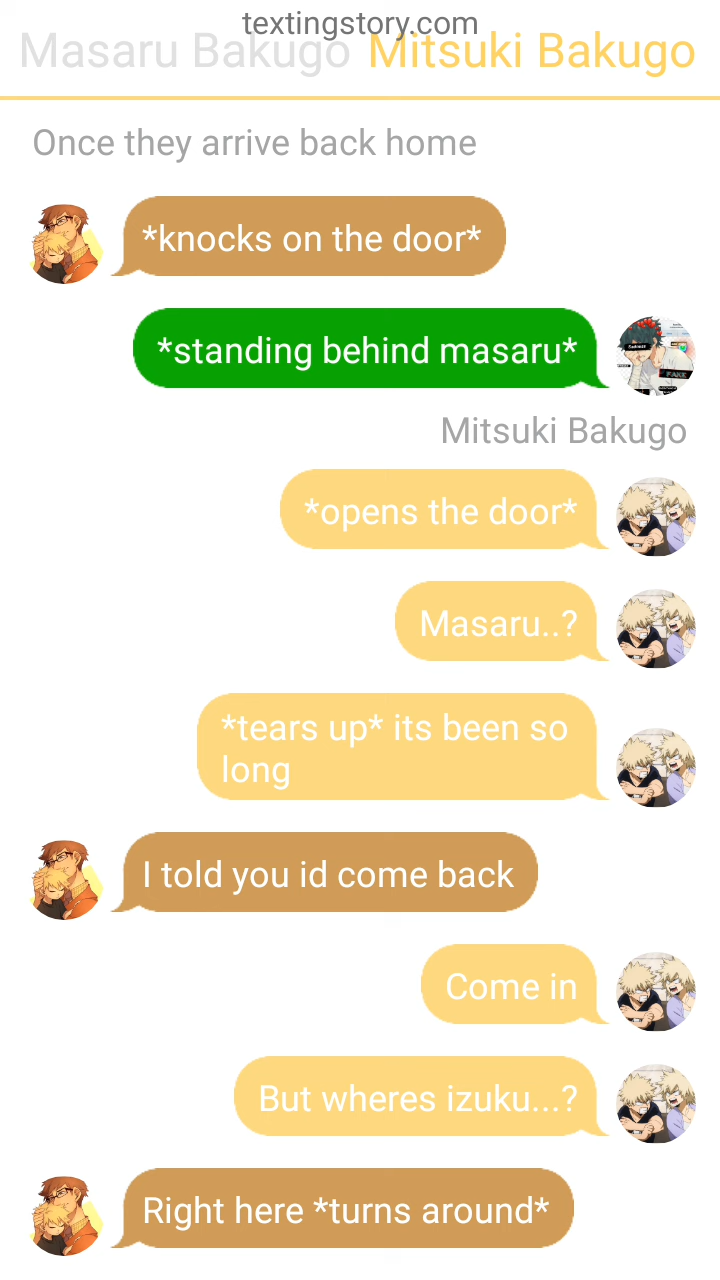 textingstory.com
Masaru Bakugo Mitsuki Bakugo
Once they arrive back home
*knocks on the door*
*standing behind masaru*
Mitsuki Bakugo
*opens the door*
Masaru..?
*tears up* its been so
long
I told you id come back
Come in
But wheres izuku...?
Right here *turns around*